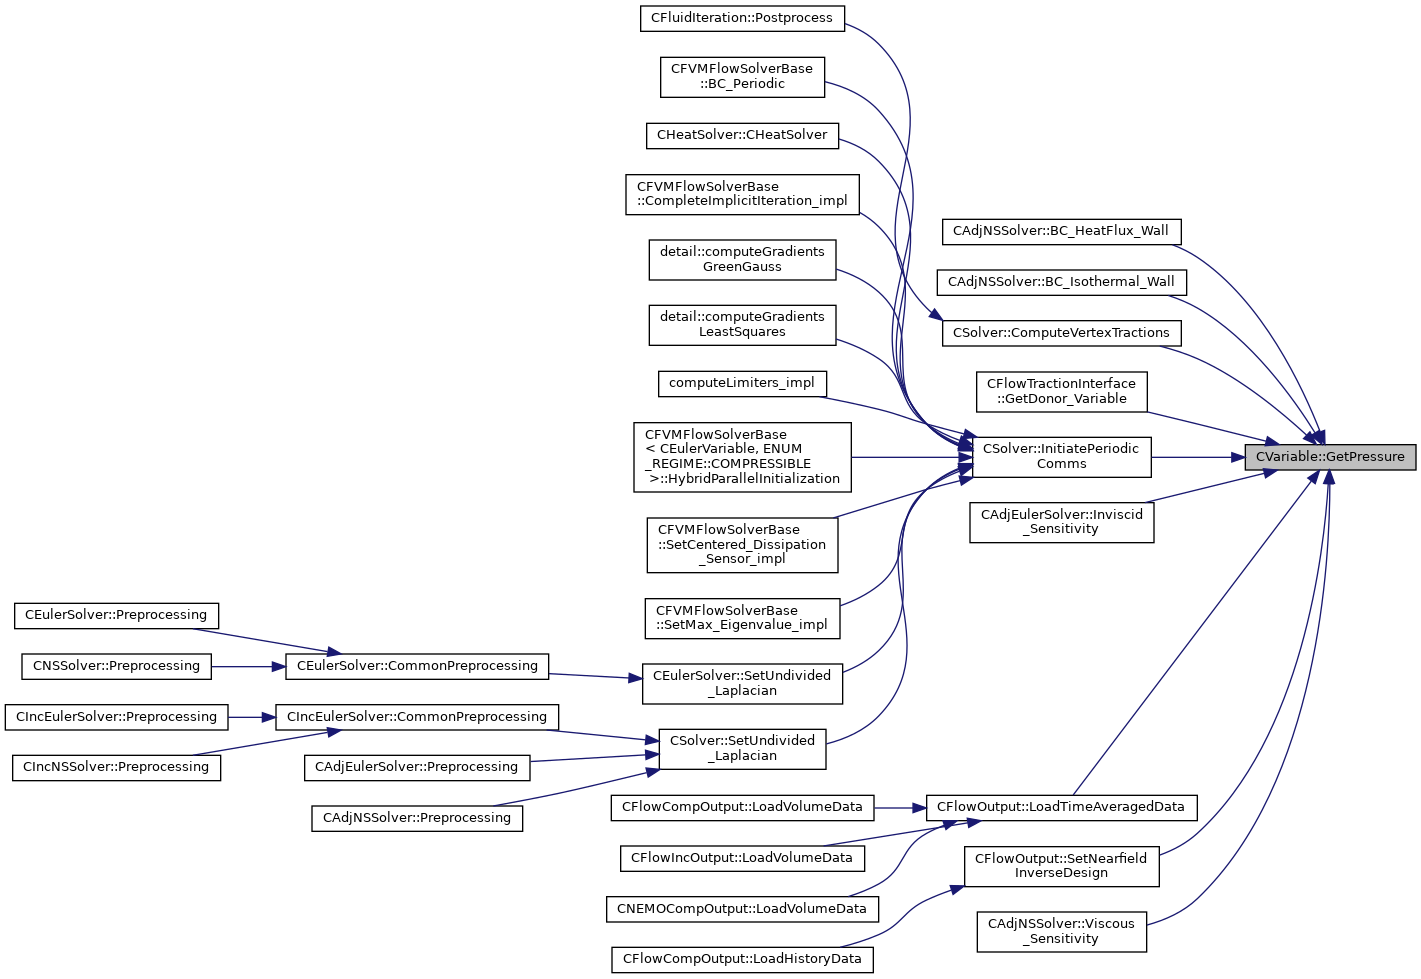 CFluidIteration::Postprocess
CFVMFlowSolverBase
::BC_Periodic
CHeatSolver::CHeatSolver
CFVMFlowSolverBase
::CompleteImplicitIteration_impl
CAdjNSSolver::BC_HeatFlux_Wall
detail::computeGradients
GreenGauss
CAdjNSSolver::BC_Isothermal_Wall
detail::computeGradients
LeastSquares
CSolver::ComputeVertexTractions
computeLimiters_impl
CFlowTractionInterface
::GetDonor_Variable
CFVMFlowSolverBase
< CEulerVariable, ENUM
_REGIME::COMPRESSIBLE
>::HybridParallelInitialization
CSolver::InitiatePeriodic
Comms
CVariable::GetPressure
CAdjEulerSolver::Inviscid
_Sensitivity
CFVMFlowSolverBase
::SetCentered_Dissipation
_Sensor_impl
CFVMFlowSolverBase
::SetMax_Eigenvalue_impl
CEulerSolver::Preprocessing
CNSSolver::Preprocessing
CEulerSolver::CommonPreprocessing
CEulerSolver::SetUndivided
_Laplacian
CIncEulerSolver::Preprocessing
CIncEulerSolver::CommonPreprocessing
CSolver::SetUndivided
_Laplacian
CIncNSSolver::Preprocessing
CAdjEulerSolver::Preprocessing
CAdjNSSolver::Preprocessing
CFlowCompOutput::LoadVolumeData
CFlowOutput::LoadTimeAveragedData
CFlowIncOutput::LoadVolumeData
CFlowOutput::SetNearfield
InverseDesign
CNEMOCompOutput::LoadVolumeData
CAdjNSSolver::Viscous
_Sensitivity
CFlowCompOutput::LoadHistoryData